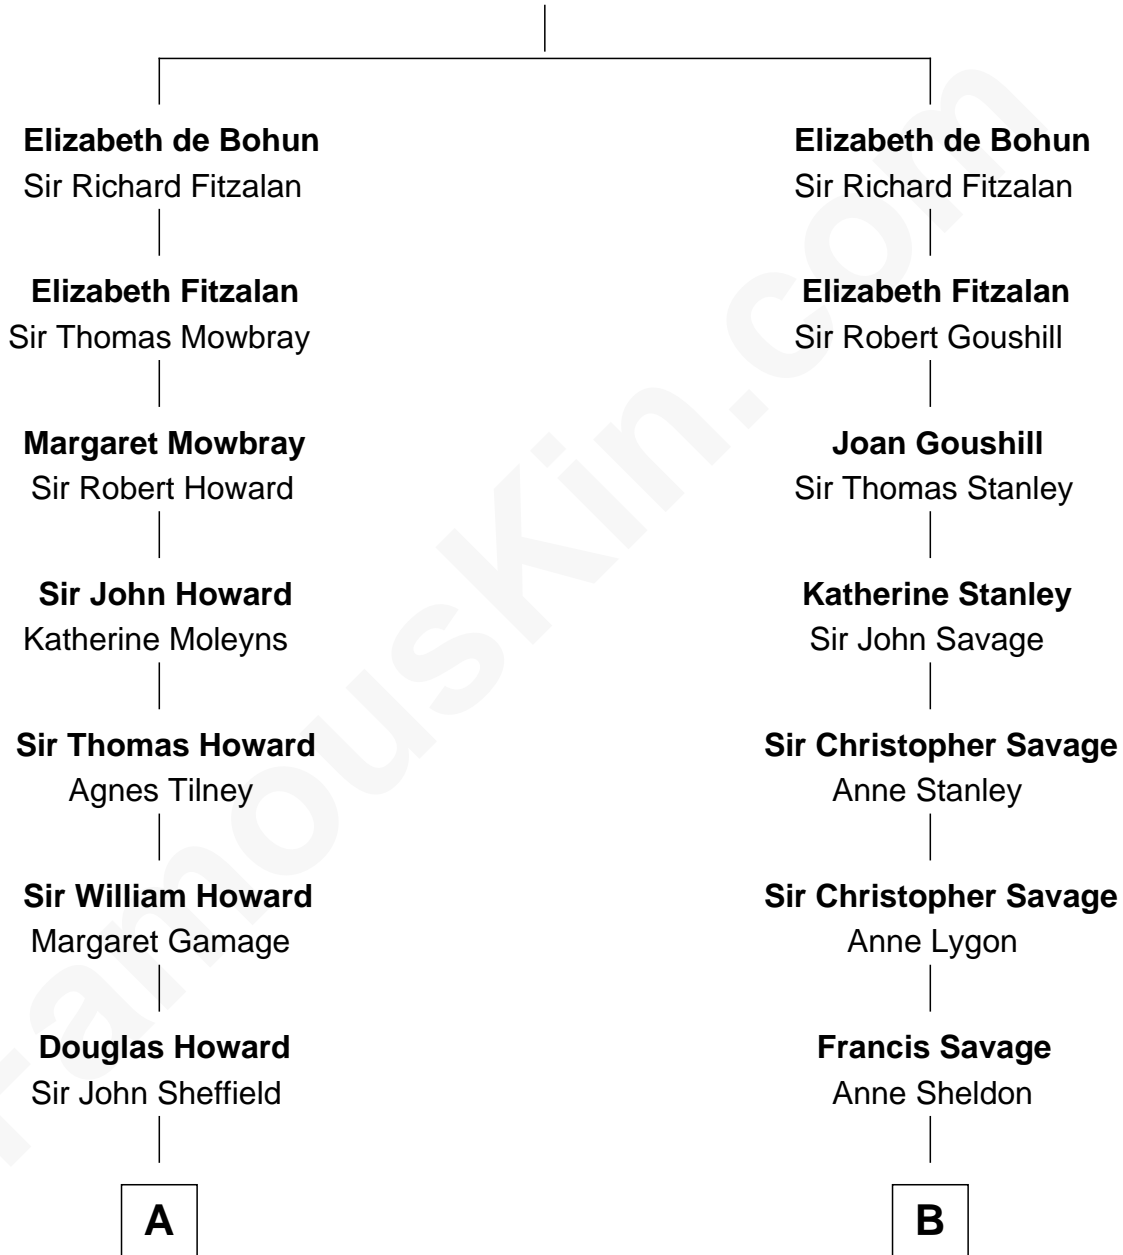 Elizabeth de Bohun
Sir Richard Fitzalan
Elizabeth Fitzalan
Sir Thomas Mowbray
Margaret Mowbray
Sir Robert Howard
Sir John Howard
Katherine Moleyns
Sir Thomas Howard
Agnes Tilney
Sir William Howard
Margaret Gamage
Douglas Howard
Sir John Sheffield
A
Elizabeth de Bohun
Sir Richard Fitzalan
Elizabeth Fitzalan
Sir Robert Goushill
Joan Goushill
Sir Thomas Stanley
Katherine Stanley
Sir John Savage
Sir Christopher Savage
Anne Stanley
Sir Christopher Savage
Anne Lygon
Francis Savage
Anne Sheldon
B
FamousKin.com